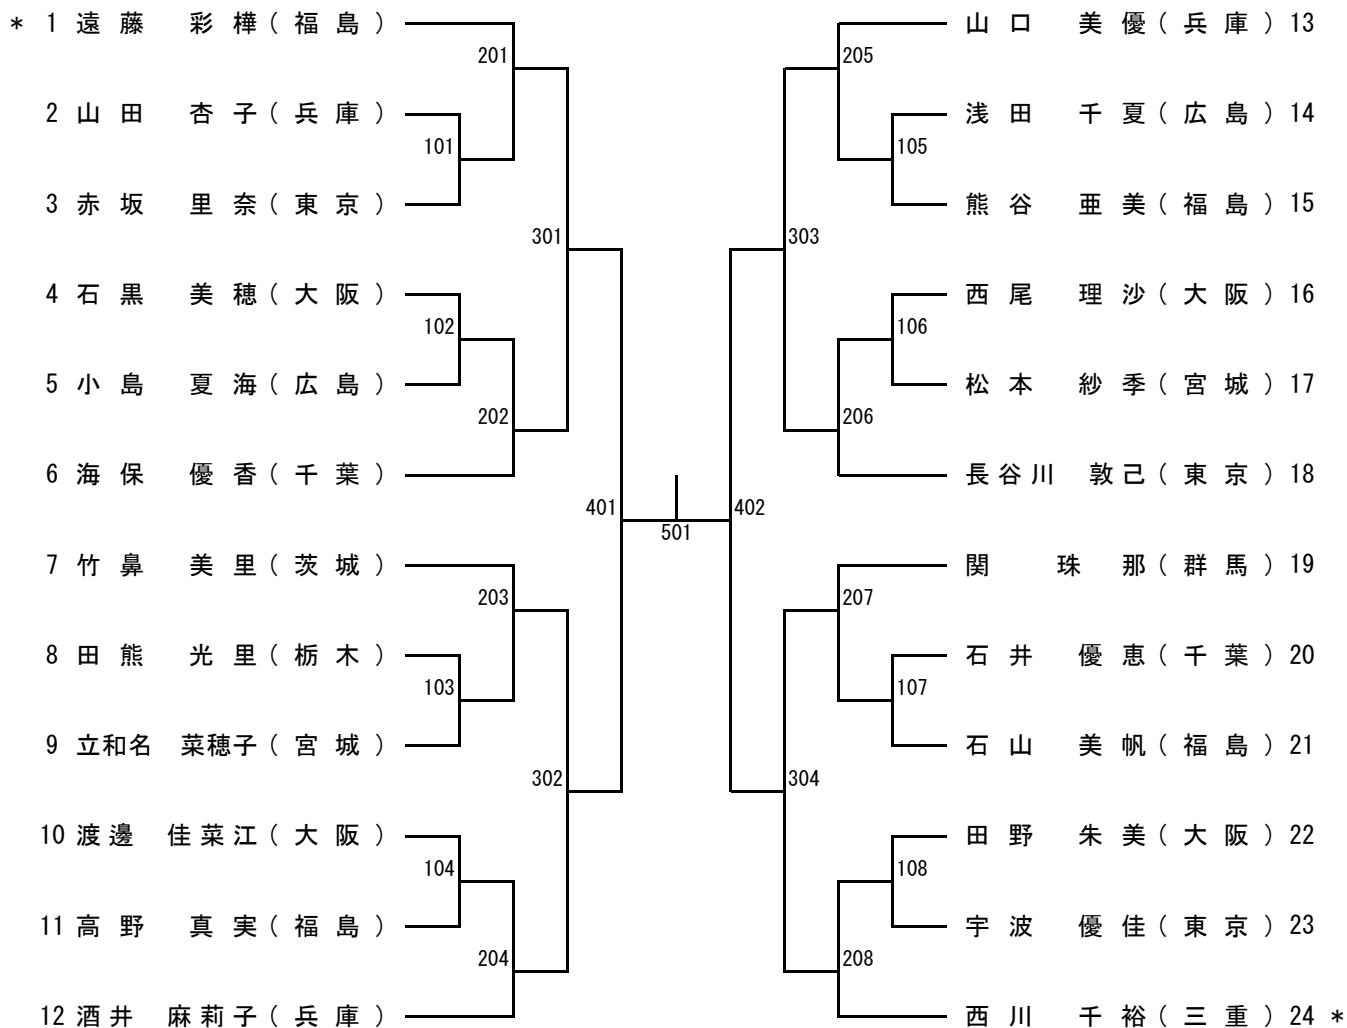 * 1 遠藤 彩樺（福島）
201
2 山田 杏子（兵庫）
101
3 赤坂 里奈（東京）
301
4 石黒 美穂（大阪）
102
5 小島 夏海（広島）
202
6 海保 優香（千葉）
401
7 竹鼻 美里（茨城）
203
8 田熊 光里（栃木）
103
9 立和名 菜穂子（宮城）
302
10 渡邊 佳菜江（大阪）
104
11 高野 真実（福島）
204
12 酒井 麻莉子（兵庫）
501
山口 美優（兵庫）13
205
浅田 千夏（広島）14
105
熊谷 亜美（福島）15
303
西尾 理沙（大阪）16
106
松本 紗季（宮城）17
206
長谷川 敦己（東京）18
402
関 珠那（群馬）19
207
石井 優恵（千葉）20
107
石山 美帆（福島）21
304
田野 朱美（大阪）22
108
宇波 優佳（東京）23
208
西川 千裕（三重）24 *